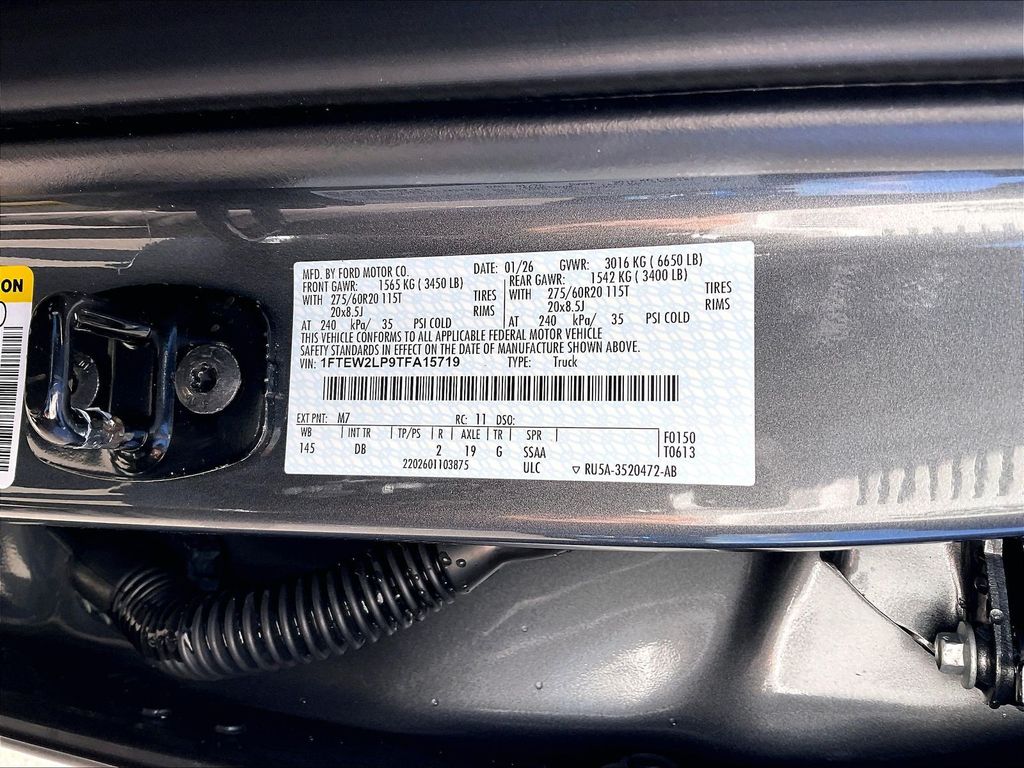 ON
MFD. BY FORD MOTOR CO. DATE: 01/26 GVWR: 3016 KG ( 6650 LB)
FRONT GAWR: 1565 KG ( 3450 LB) REAR GAWR: 1542 KG ( 3400 LB)
WITH 275/60R20 115T TIRES WITH 275/60R20 115T TIRES
20x8.5J RIMS 20x8.5J RIMS
AT 240 kPa/ 35 PSI COLD AT 240 kPa/ 35 PSI COLD
THIS VEHICLE CONFORMS TO ALL APPLICABLE FEDERAL MOTOR VEHICLE
SAFETY STANDARDS IN EFFECT ON THE DATE OF MANUFACTURE SHOWN ABOVE.
VIN: 1FTEW2LP9TFA15719 TYPE: Truck
EXT PNT: M7 RC: 11 DSO:
WB INT TR TP/PS R AXLE TR SPR F0150
145 DB 2 19 G SSAA T0613
2202601103875 ULC ▽ RU5A-3520472-AB